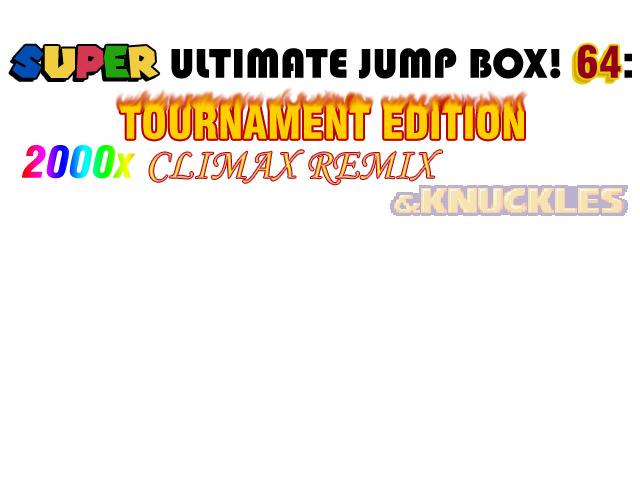 SUPER ULTIMATE JUMP BOX! 64:
TOURNAMENT EDITION
2000x CLIMAX REMIX
&KNUCKLES